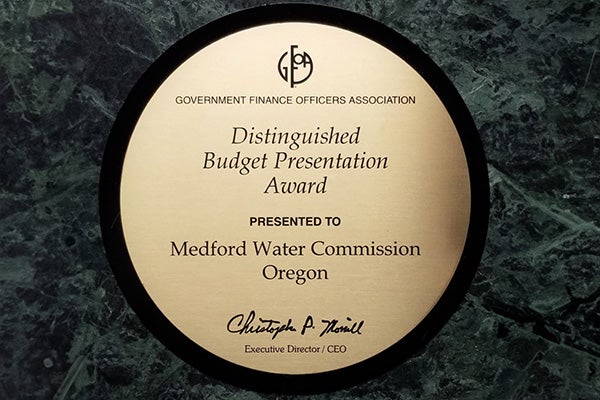 GFOA
GOVERNMENT FINANCE OFFICERS ASSOCIATION
Distinguished
Budget Presentation
Award
PRESENTED TO
Medford Water Commission
Oregon
Christopher P. Morrill
Executive Director / CEO